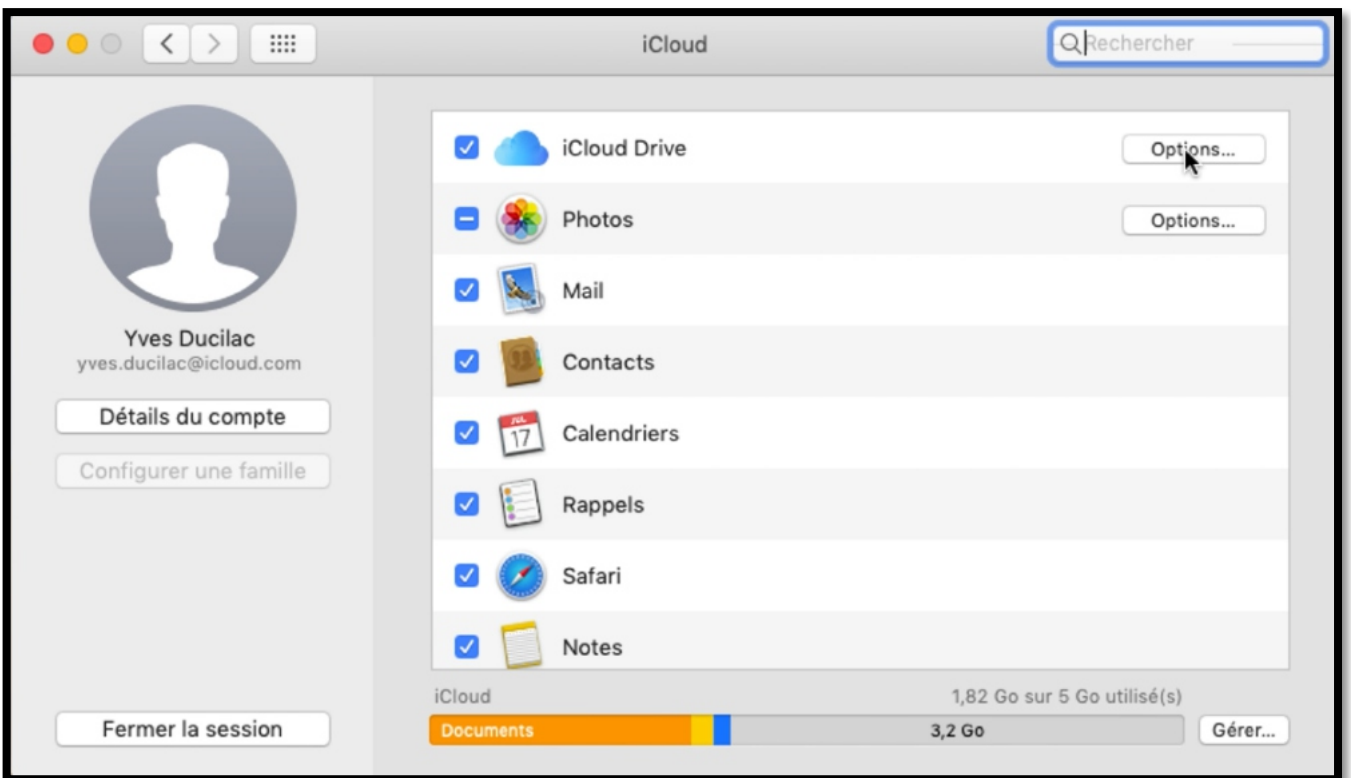 iCloud
Rechercher
iCloud Drive
Options...
Photos
Options...
Mail
Contacts
JUL
17
Calendriers
Rappels
Safari
Notes
Yves Ducilac
yves.ducilac@icloud.com
Détails du compte
Configurer une famille
Fermer la session
iCloud
1,82 Go sur 5 Go utilisé(s)
Documents
3,2 Go
Gérer...